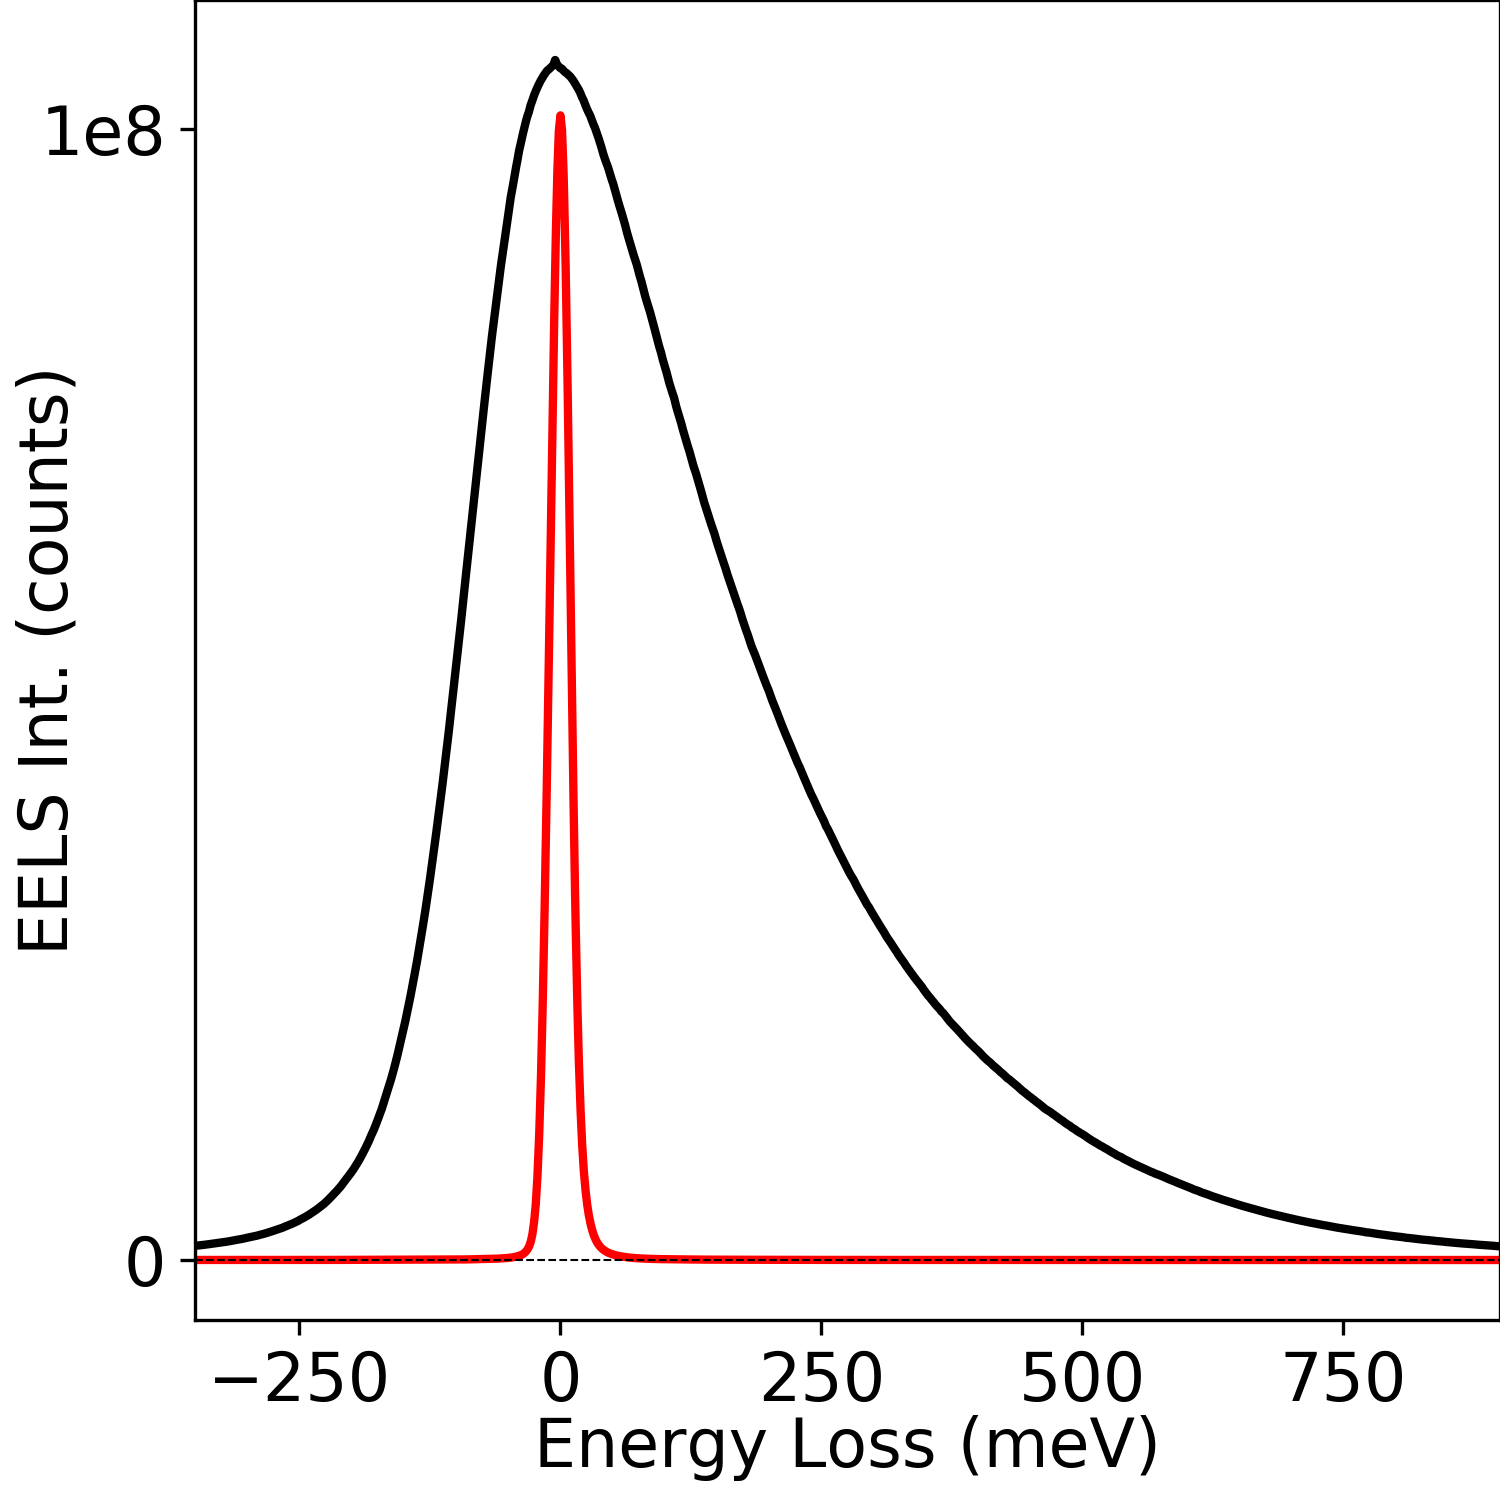 1e8
EELS Int. (counts)
0
−250 0 250 500 750
Energy Loss (meV)